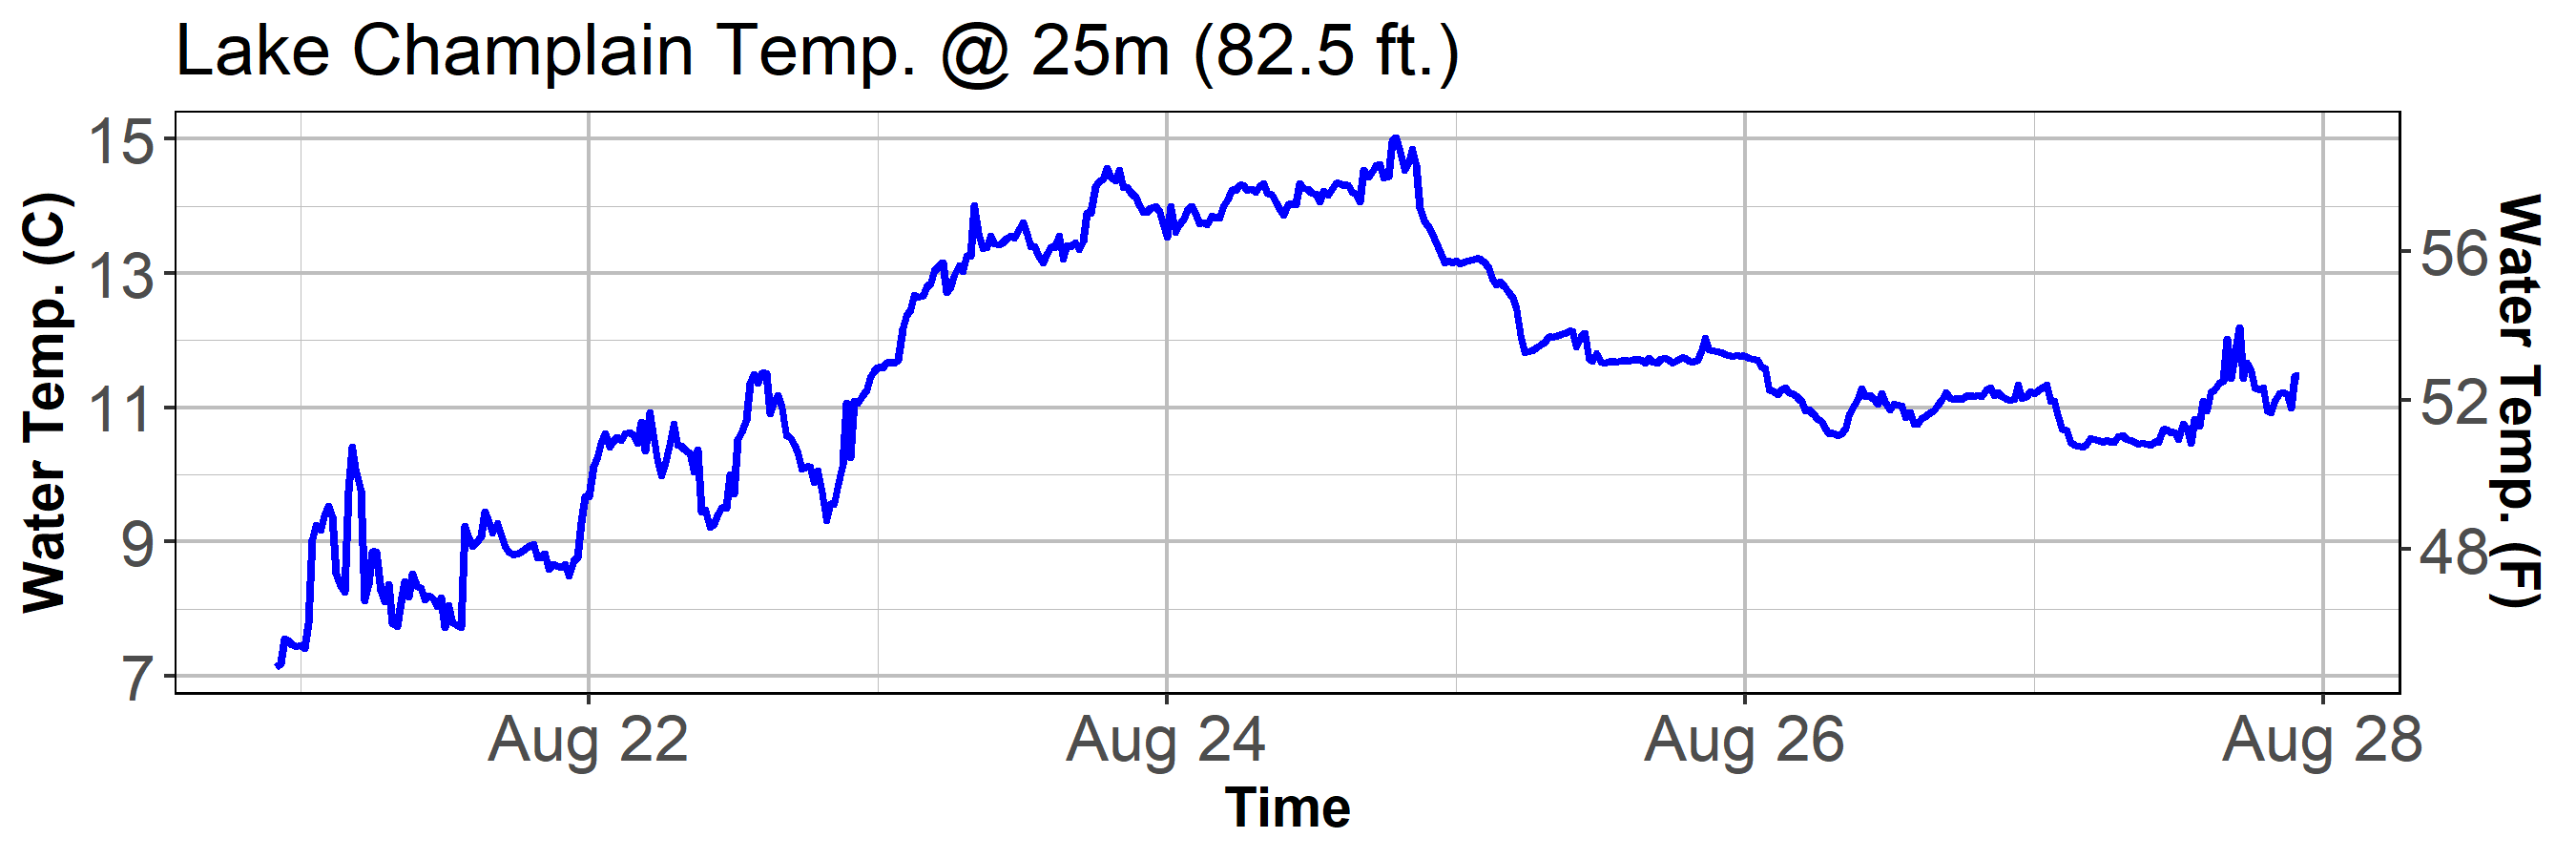 Lake Champlain Temp. @ 25m (82.5 ft.)
Water Temp. (C)
15
13
11
9
7
56
52
48
Water Temp. (F)
Aug 22
Aug 24
Aug 26
Aug 28
Time